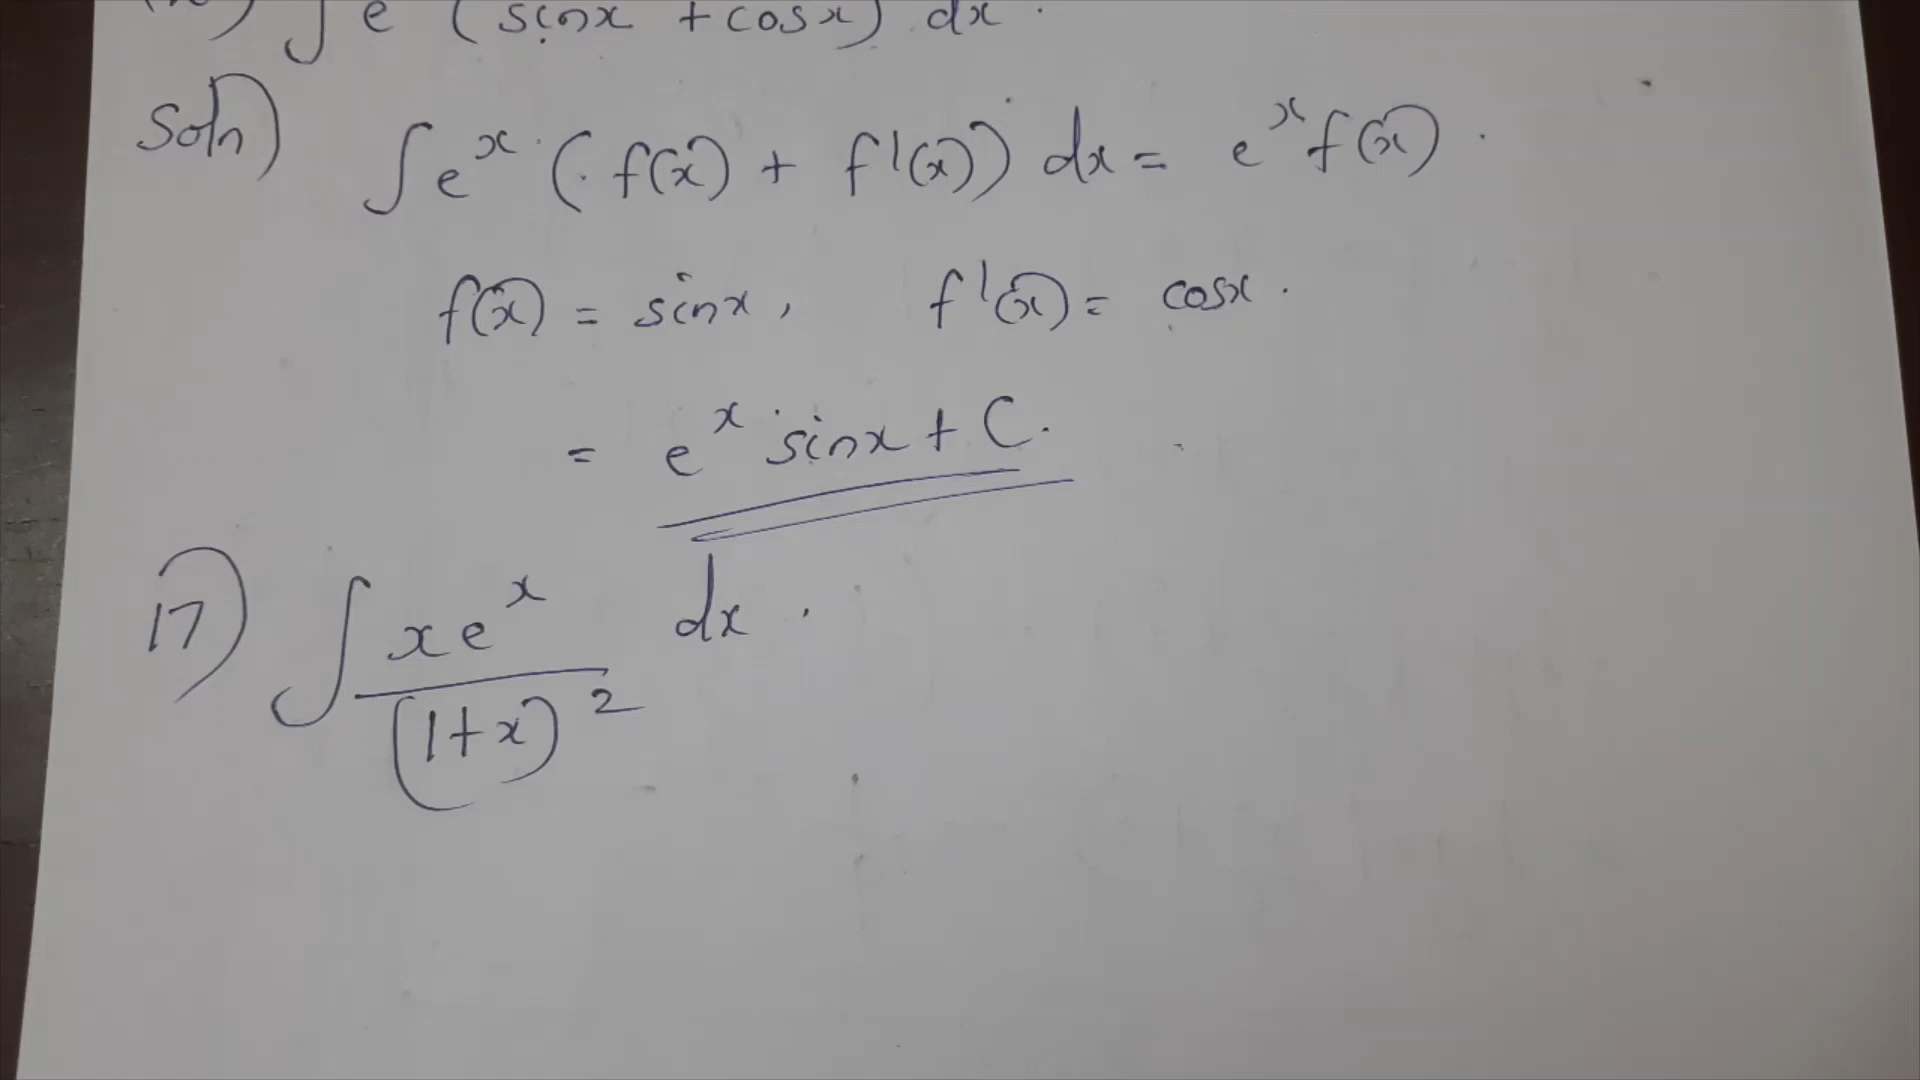 ∫ e (sinx + cosx) dx.
Soln) ∫e^x (f(x) + f'(x)) dx = e^x f(x).
f(x) = sinx, f'(x) = cosx.
= e^x sinx + C.
17) ∫ xe^x / (1+x)^2 dx.